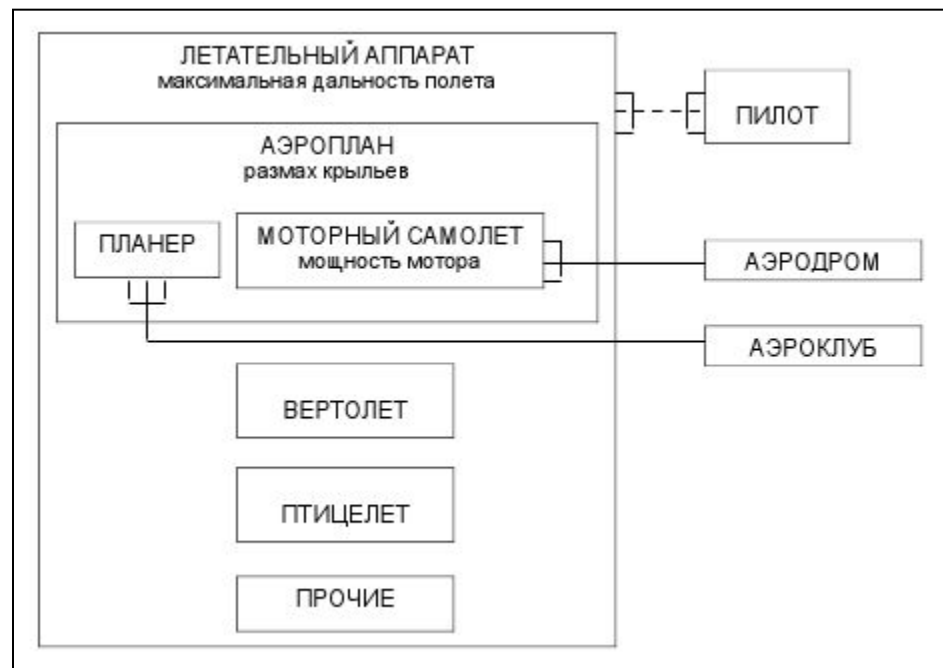 ЛЕТАТЕЛЬНЫЙ АППАРАТ
максимальная дальность полета
ПИЛОТ
АЭРОПЛАН
размах крыльев
ПЛАНЕР
МОТОРНЫЙ САМОЛЕТ
мощность мотора
АЭРОДРОМ
АЭРОКЛУБ
ВЕРТОЛЕТ
ПТИЦЕЛЕТ
ПРОЧИЕ